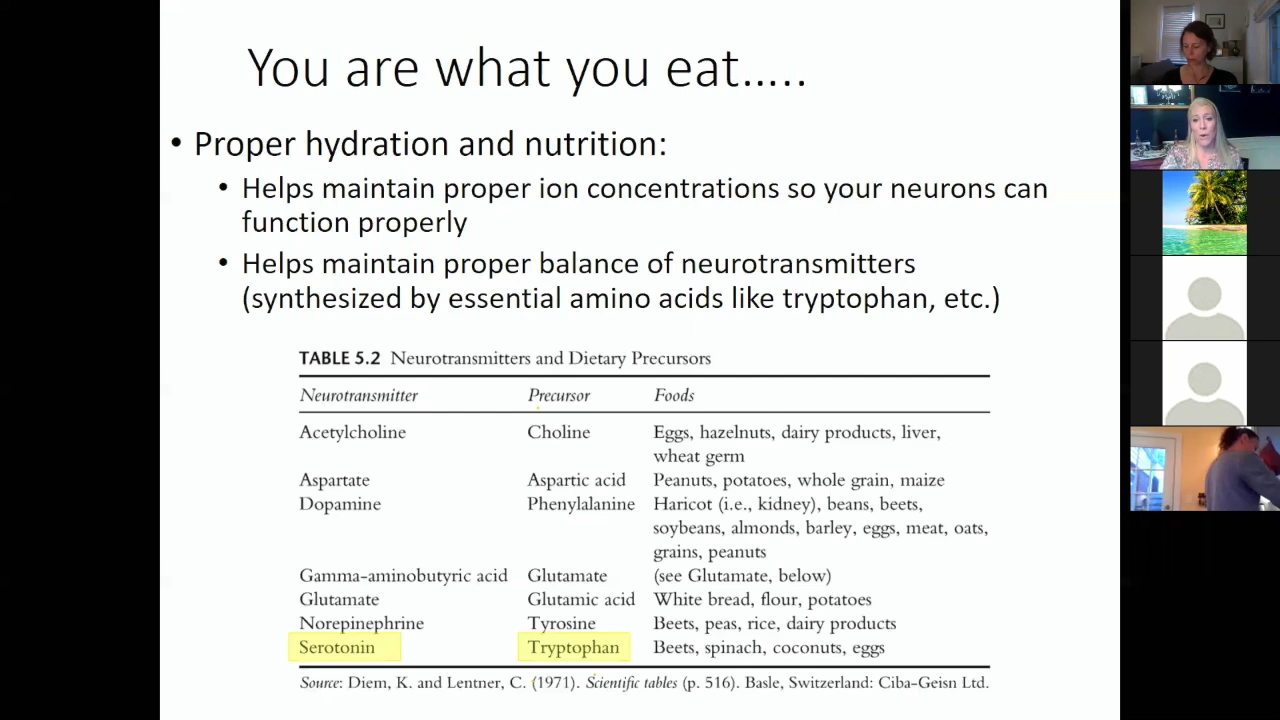 You are what you eat…..
• Proper hydration and nutrition:
• Helps maintain proper ion concentrations so your neurons can
function properly
• Helps maintain proper balance of neurotransmitters
(synthesized by essential amino acids like tryptophan, etc.)
TABLE 5.2 Neurotransmitters and Dietary Precursors
Neurotransmitter Precursor Foods
Acetylcholine Choline Eggs, hazelnuts, dairy products, liver,
wheat germ
Aspartate Aspartic acid Peanuts, potatoes, whole grain, maize
Dopamine Phenylalanine Haricot (i.e., kidney), beans, beets,
soybeans, almonds, barley, eggs, meat, oats,
grains, peanuts
Gamma-aminobutyric acid Glutamate (see Glutamate, below)
Glutamate Glutamic acid White bread, flour, potatoes
Norepinephrine Tyrosine Beets, peas, rice, dairy products
Serotonin Tryptophan Beets, spinach, coconuts, eggs
Source: Diem, K. and Lentner, C. (1971). Scientific tables (p. 516). Basle, Switzerland: Ciba-Geisn Ltd.